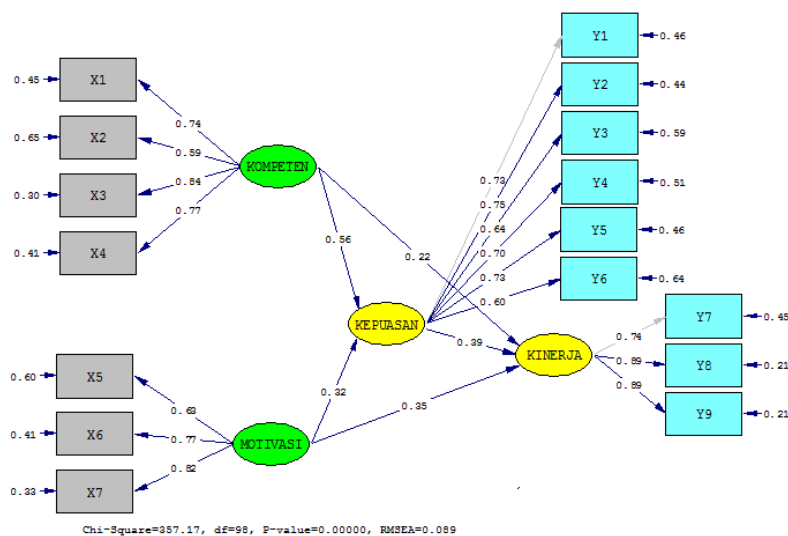 0.45
X1
0.65
X2
0.30
X3
0.41
X4
0.74
0.59
0.84
0.77
KOMPETEN
0.56
0.22
0.60
X5
0.41
X6
0.33
X7
0.63
0.77
0.82
MOTIVASI
0.32
0.35
KEPUASAN
0.39
KINERJA
0.73
0.75
0.64
0.70
0.73
0.60
Y1
0.46
Y2
0.44
Y3
0.59
Y4
0.51
Y5
0.46
Y6
0.64
0.74
0.89
0.89
Y7
0.45
Y8
0.21
Y9
0.21
Chi-Square=357.17, df=98, P-value=0.00000, RMSEA=0.089